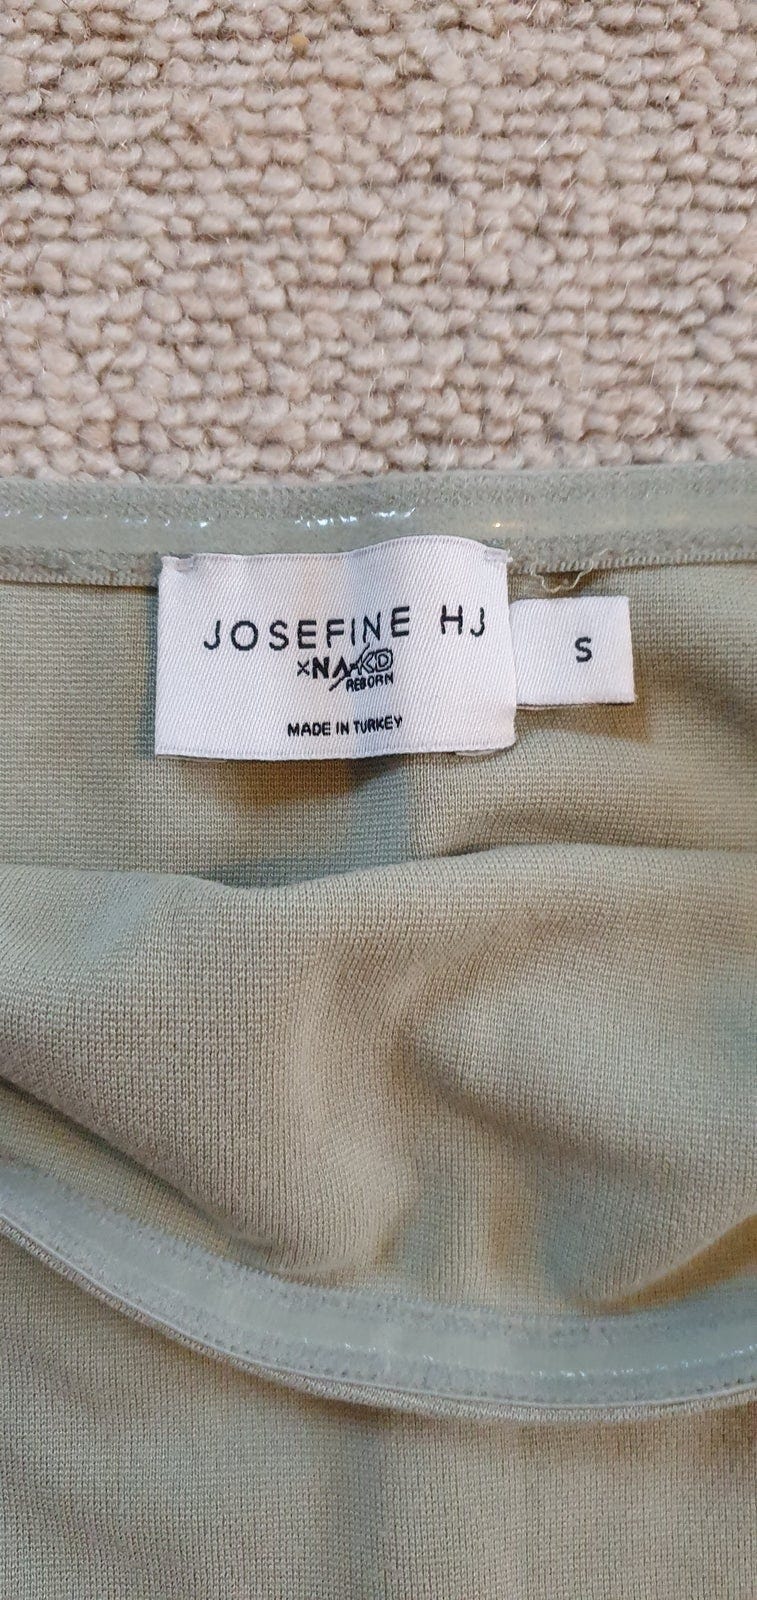 JOSEFINE HJ
×NA-KD
REBORN
MADE IN TURKEY
S